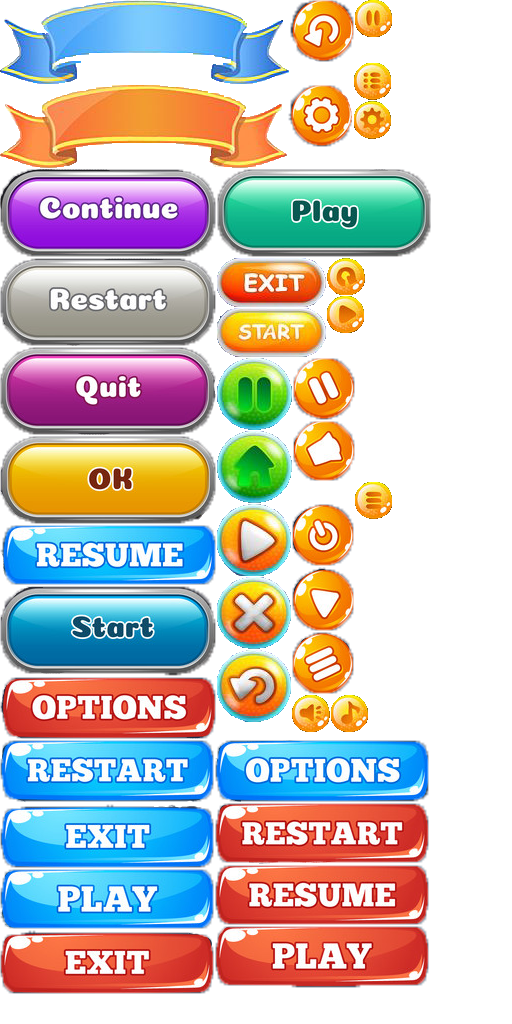 Continue
Play
Restart
EXIT
START
Quit
OK
RESUME
Start
OPTIONS
RESTART
OPTIONS
EXIT
RESTART
PLAY
RESUME
EXIT
PLAY